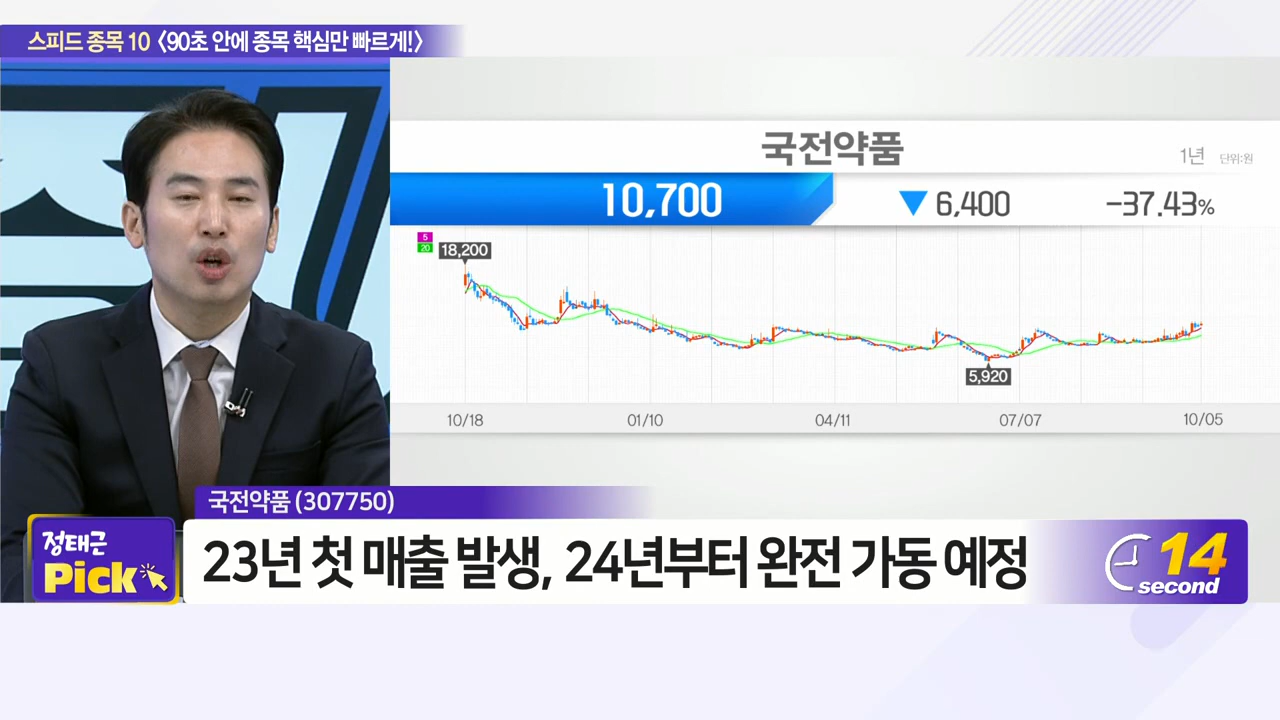 스피드 종목 10 〈90초 안에 종목 핵심만 빠르게!〉
국전약품
1년 단위:원
10,700 ▼ 6,400 -37.43%
5
20
18,200
5,920
10/18 01/10 04/11 07/07 10/05
국전약품 (307750)
정태근
Pick
23년 첫 매출 발생, 24년부터 완전 가동 예정
14
second